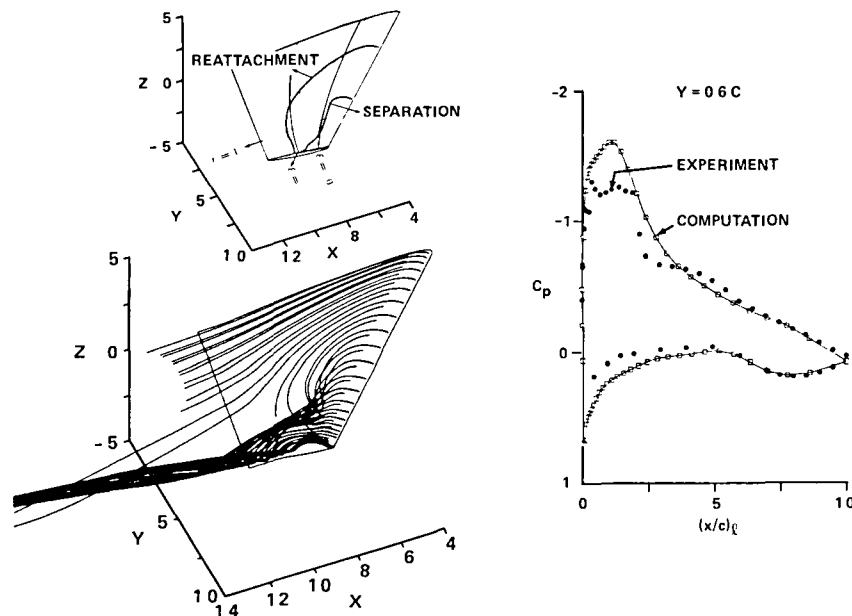 5
Z 0
-5
REATTACHMENT
SEPARATION
Y
5
10
12
X
8
4
5
Z
0
-5
Y
5
10
14
12
10
X
8
6
4
-2
-1
Cp
0
1
Y = 0 6 C
EXPERIMENT
COMPUTATION
0
5
10
(x/c)ℓ